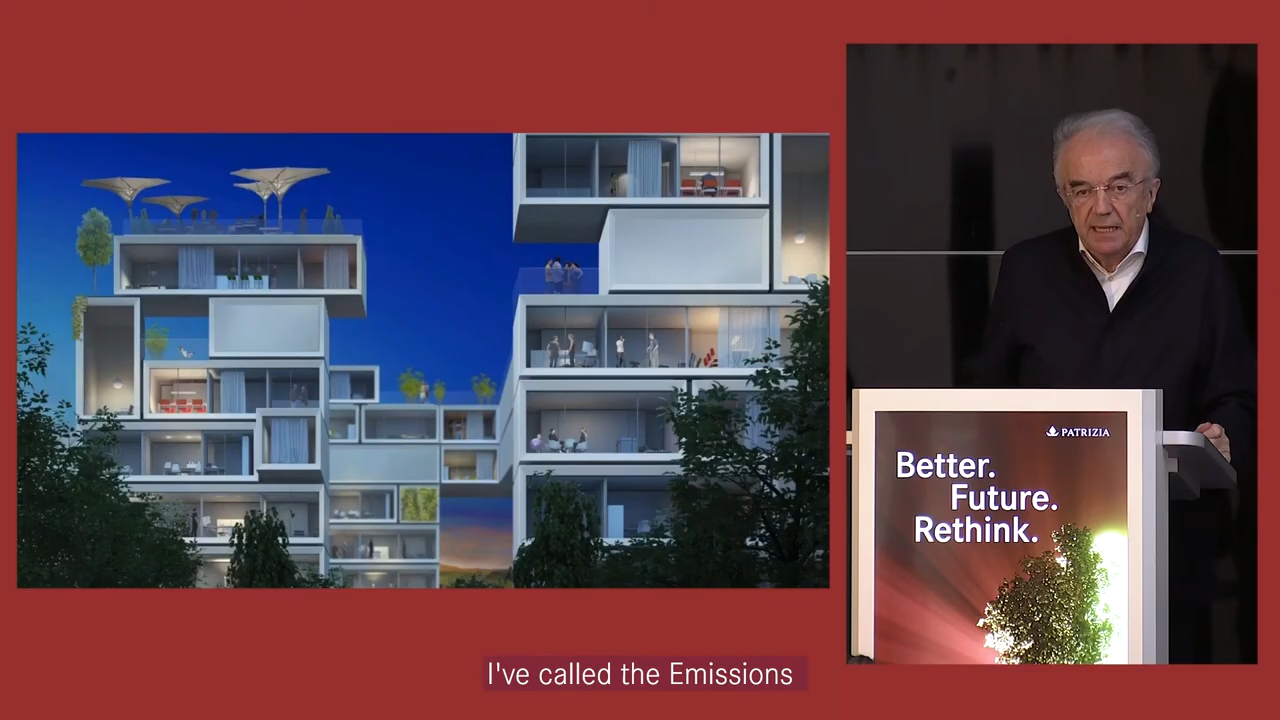 PATRIZIA
Better.
Future.
Rethink.
I've called the Emissions